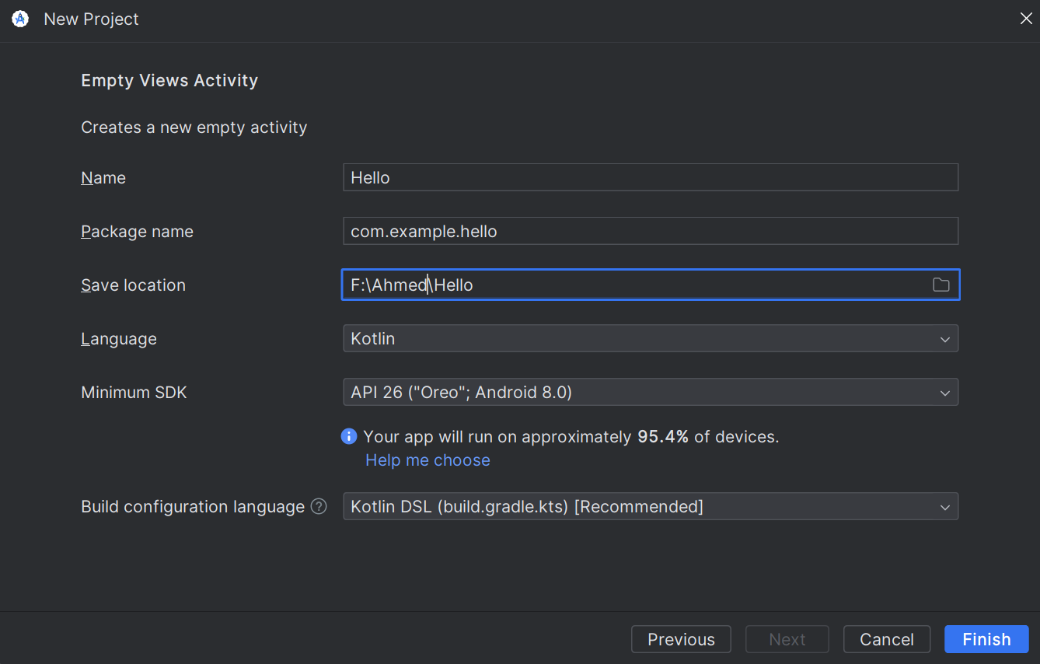 New Project
Empty Views Activity
Creates a new empty activity
Name Hello
Package name com.example.hello
Save location F:\Ahmed\Hello
Language Kotlin
Minimum SDK API 26 ("Oreo"; Android 8.0)
Your app will run on approximately 95.4% of devices.
Help me choose
Build configuration language ? Kotlin DSL (build.gradle.kts) [Recommended]
Previous Next Cancel Finish